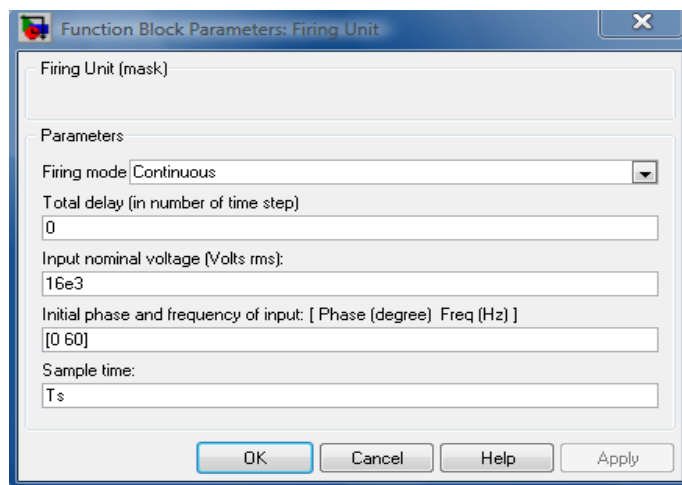 Function Block Parameters: Firing Unit
Firing Unit (mask)
Parameters
Firing mode Continuous
Total delay (in number of time step)
0
Input nominal voltage (Volts rms):
16e3
Initial phase and frequency of input: [ Phase (degree) Freq (Hz) ]
[0 60]
Sample time:
Ts
OK Cancel Help Apply